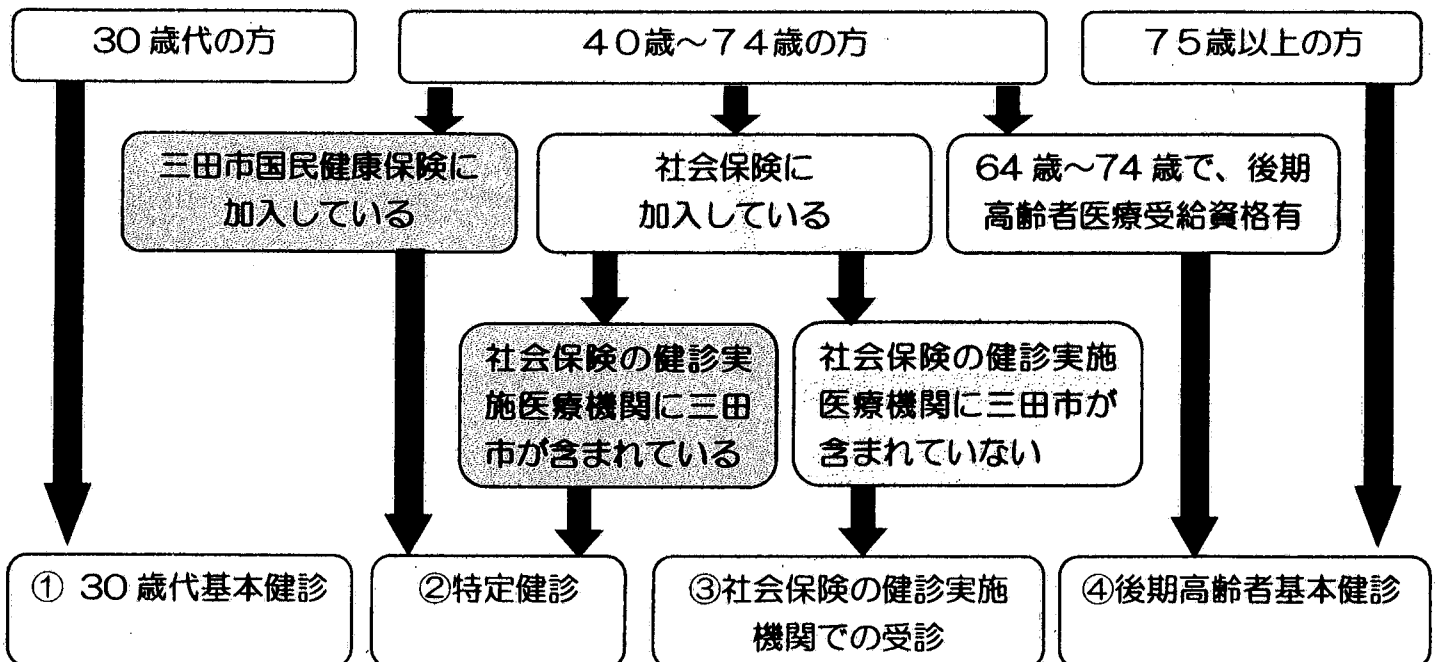 30歳代の方
40歳～74歳の方
75歳以上の方
三田市国民健康保険に
加入している
社会保険に
加入している
64歳～74歳で、後期
高齢者医療受給資格有
社会保険の健診実
施医療機関に三田
市が含まれている
社会保険の健診実施
医療機関に三田市が
含まれていない
① 30歳代基本健診
②特定健診
③社会保険の健診実施
機関での受診
④後期高齢者基本健診